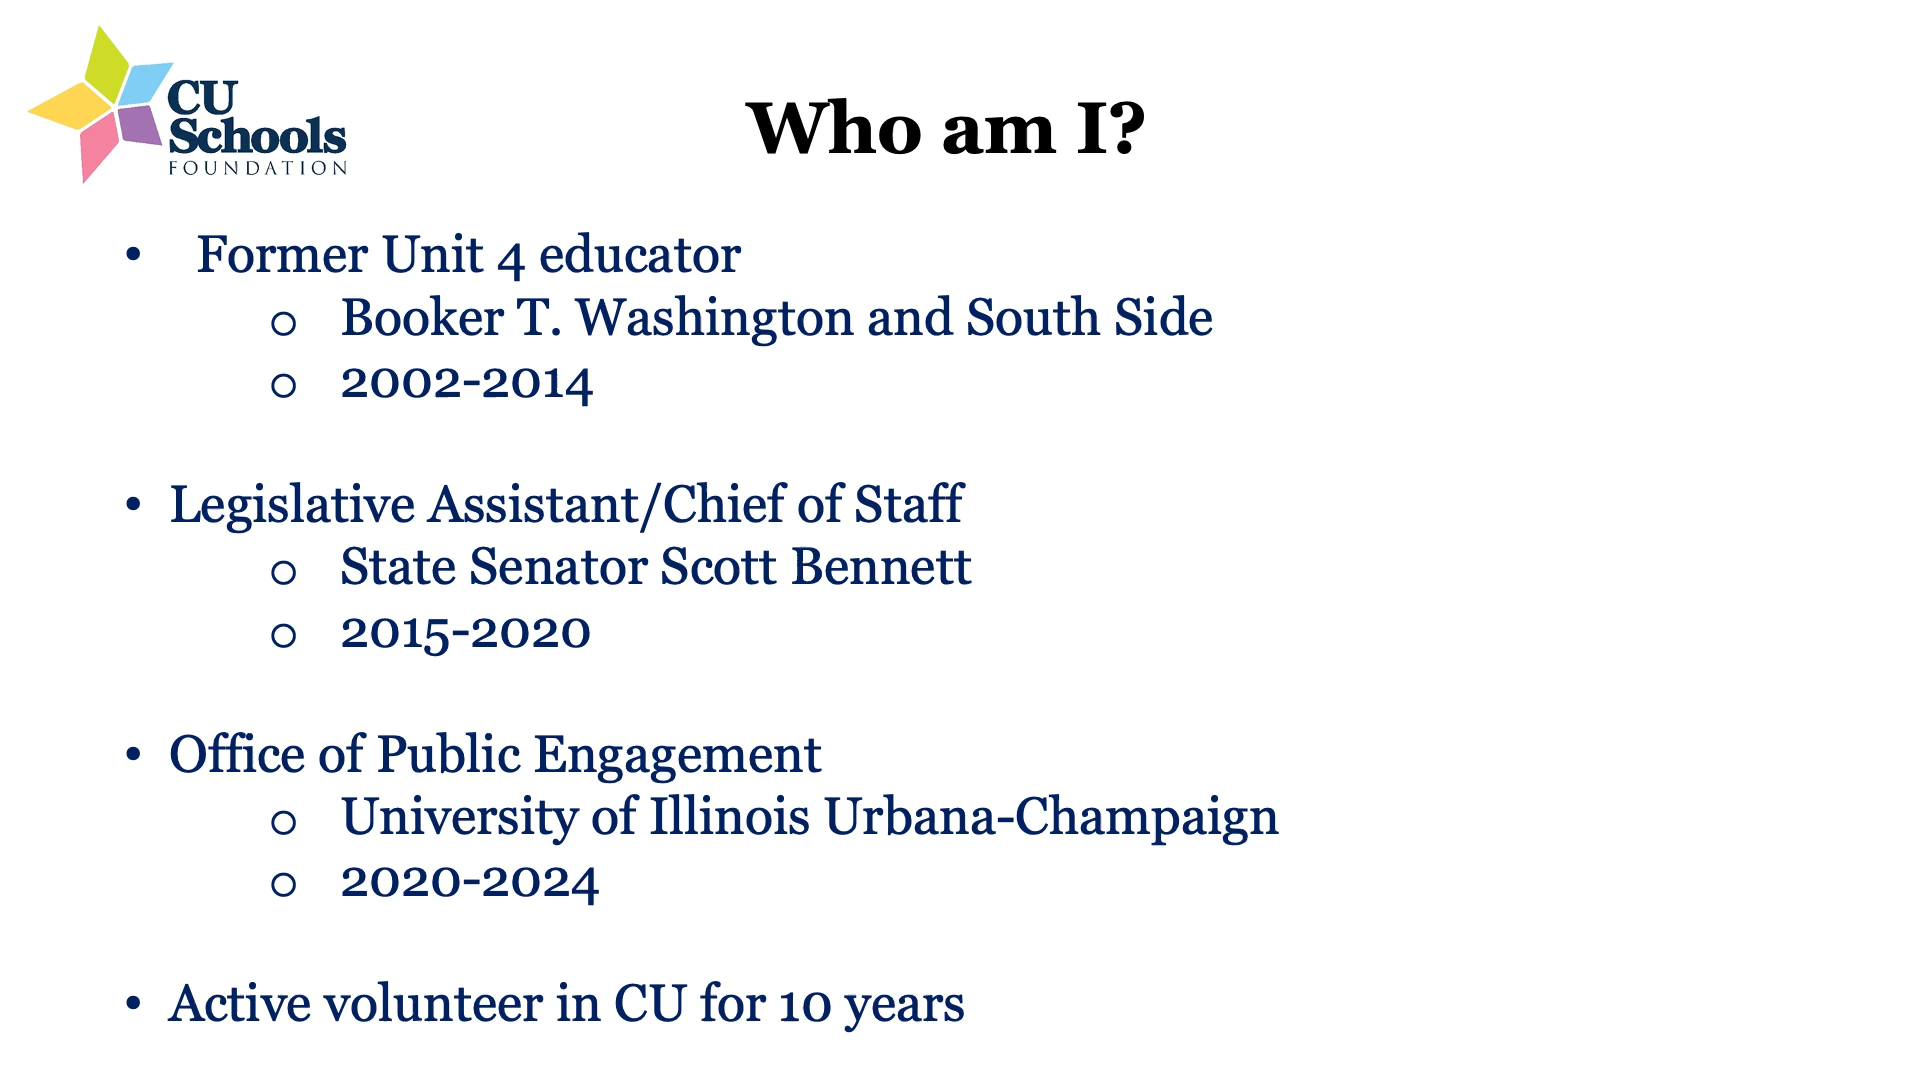 CU
Schools
FOUNDATION
Who am I?
• Former Unit 4 educator
o Booker T. Washington and South Side
o 2002-2014
• Legislative Assistant/Chief of Staff
o State Senator Scott Bennett
o 2015-2020
• Office of Public Engagement
o University of Illinois Urbana-Champaign
o 2020-2024
• Active volunteer in CU for 10 years